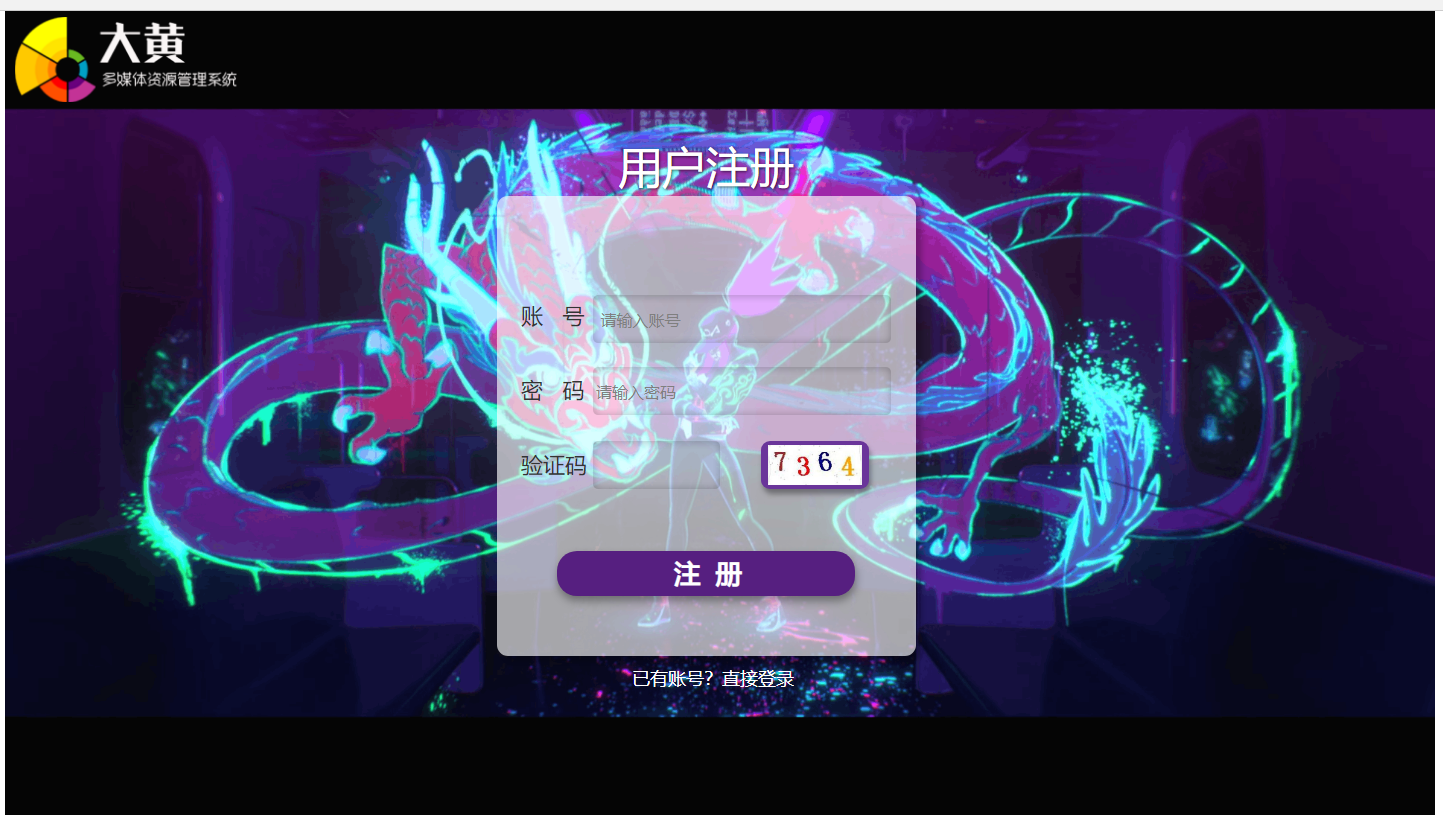 大黄
多媒体资源管理系统
用户注册
账 号 请输入账号
密 码 请输入密码
验证码 7364
注 册
已有账号？直接登录